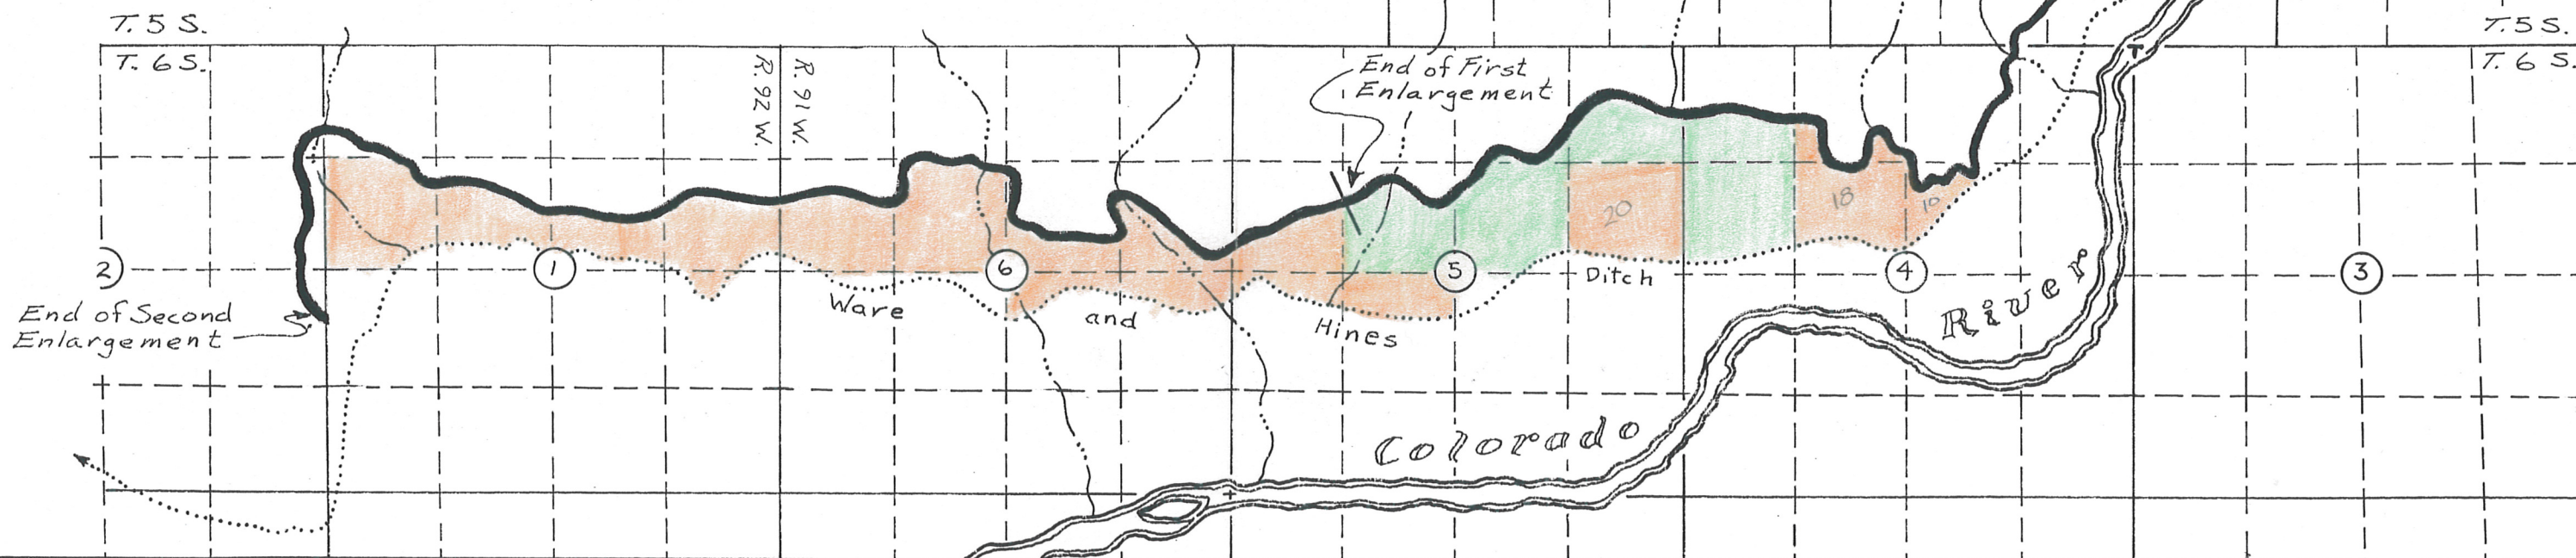 T. 5 S.
T. 5 S.
T. 6 S.
R. 92 W.
R. 91 W.
End of First
Enlargement
T. 6 S.
20
18
10
2
1
6
5
4
3
End of Second
Enlargement
Ware and Hines Ditch
Colorado River